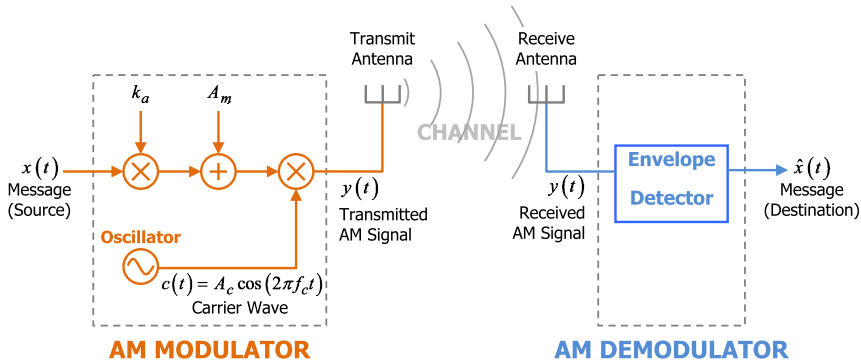 Transmit
Antenna
Receive
Antenna
k_a
A_m
CHANNEL
x(t)
Message
(Source)
y(t)
Transmitted
AM Signal
y(t)
Received
AM Signal
Envelope
Detector
x̂(t)
Message
(Destination)
Oscillator
c(t) = A_c cos(2πf_ct)
Carrier Wave
AM MODULATOR
AM DEMODULATOR